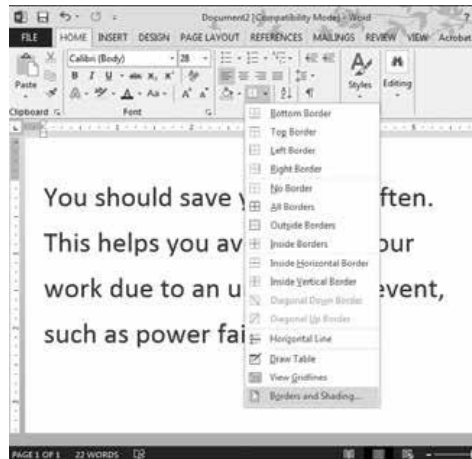 Document2 [Compatibility Mode] - Word
FILE HOME INSERT DESIGN PAGE LAYOUT REFERENCES MAILINGS REVIEW VIEW Acrobat
Calibri (Body) 28
Paste B I U abc x, x'
A Aa A A
Styles Editing
Clipboard Font
Bottom Border
Top Border
Left Border
Right Border
No Border
All Borders
Outside Borders
Inside Borders
Inside Horizontal Border
Inside Vertical Border
Diagonal Down Border
Diagonal Up Border
Horizontal Line
Draw Table
View Gridlines
Borders and Shading...
You should save y ften.
This helps you av our
work due to an u event,
such as power fai
PAGE 1 OF 1 22 WORDS